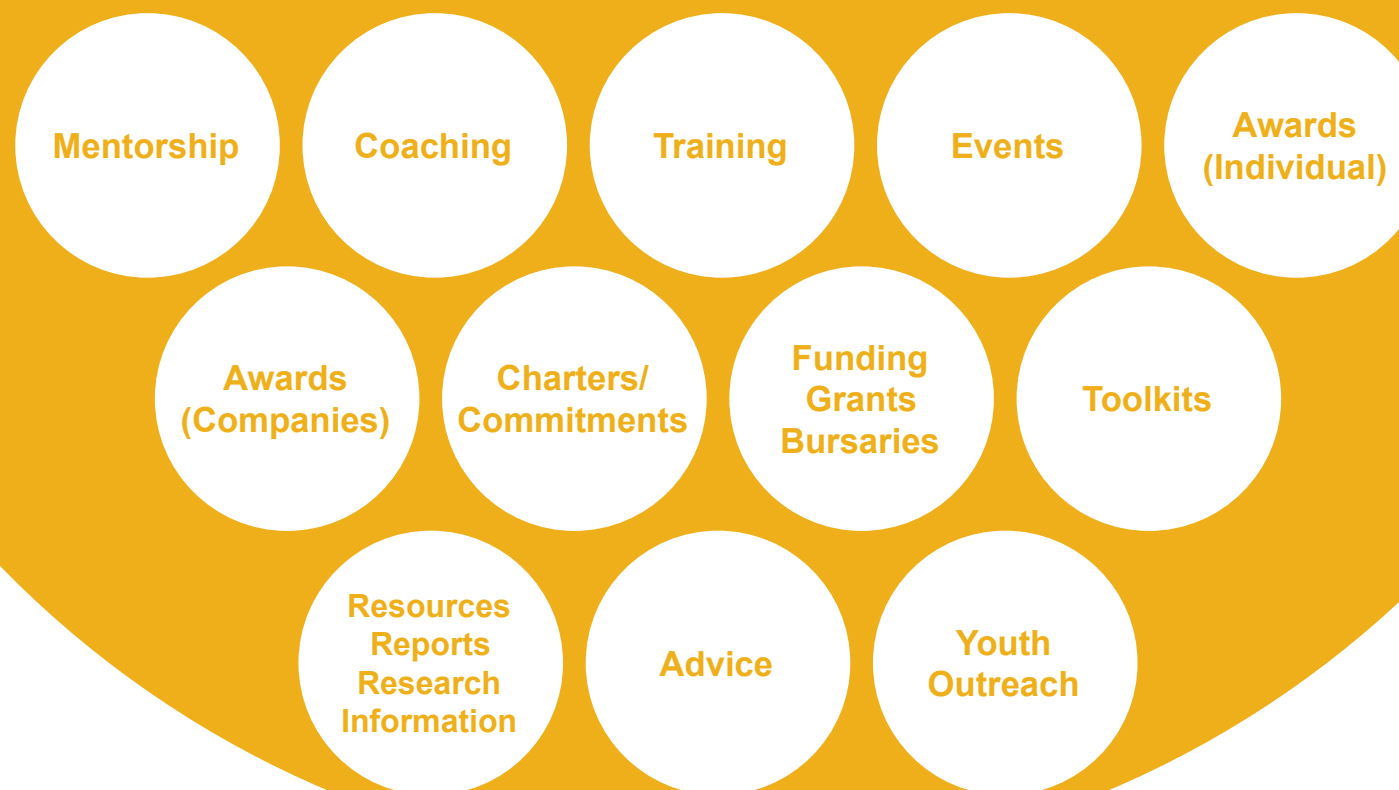 Mentorship
Coaching
Training
Events
Awards
(Individual)
Awards
(Companies)
Charters/
Commitments
Funding
Grants
Bursaries
Toolkits
Resources
Reports
Research
Information
Advice
Youth
Outreach